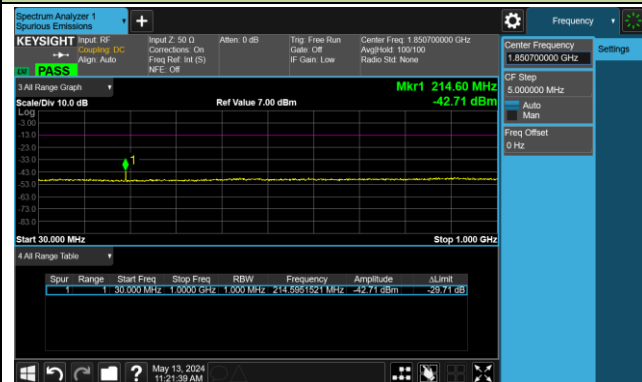 Spectrum Analyzer 1
Spurious Emissions
Frequency
KEYSIGHT Input: RF
Coupling: DC
Align: Auto
Input Z: 50 Ω
Corrections: On
Freq Ref: Int (S)
NFE: Off
Atten: 0 dB
Trig: Free Run
Gate: Off
IF Gain: Low
Center Freq: 1.850700000 GHz
Avg|Hold: 100/100
Radio Std: None
PASS
Center Frequency
1.850700000 GHz
Settings
CF Step
5.000000 MHz
Auto
Man
Freq Offset
0 Hz
3 All Range Graph
Mkr1 214.60 MHz
Scale/Div 10.0 dB
Ref Value 7.00 dBm
-42.71 dBm
Log
-3.00
-13.0
-23.0
-33.0
-43.0
-53.0
-63.0
-73.0
-83.0
1
Start 30.000 MHz
Stop 1.000 GHz
4 All Range Table
Spur Range Start Freq Stop Freq RBW Frequency Amplitude ΔLimit
1 1 30.000 MHz 1.0000 GHz 1.000 MHz 214.5951521 MHz -42.71 dBm -29.71 dB
May 13, 2024
11:21:39 AM